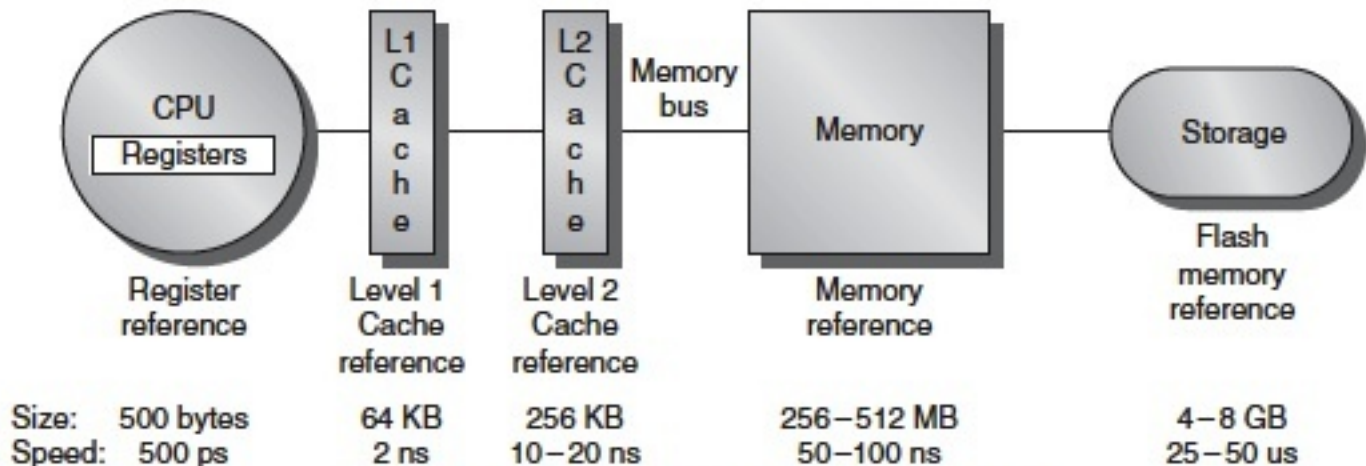 CPU
Registers
L1
C
a
c
h
e
L2
C
a
c
h
e
Memory
bus
Memory
Storage
Register
reference
Level 1
Cache
reference
Level 2
Cache
reference
Memory
reference
Flash
memory
reference
Size: 500 bytes 64 KB 256 KB 256–512 MB 4–8 GB
Speed: 500 ps 2 ns 10–20 ns 50–100 ns 25–50 us